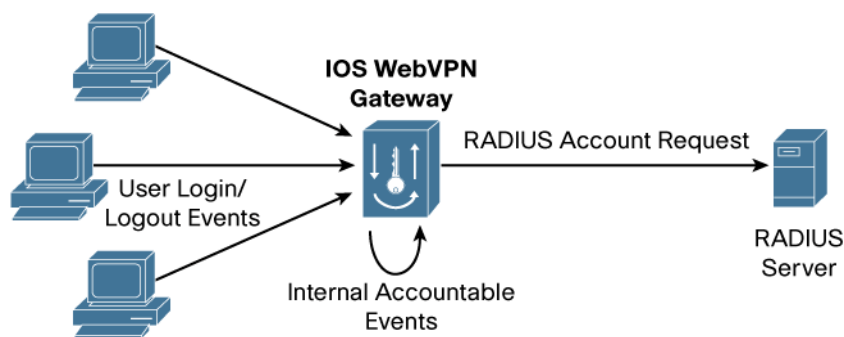 IOS WebVPN
Gateway
RADIUS Account Request
User Login/
Logout Events
RADIUS
Server
Internal Accountable
Events